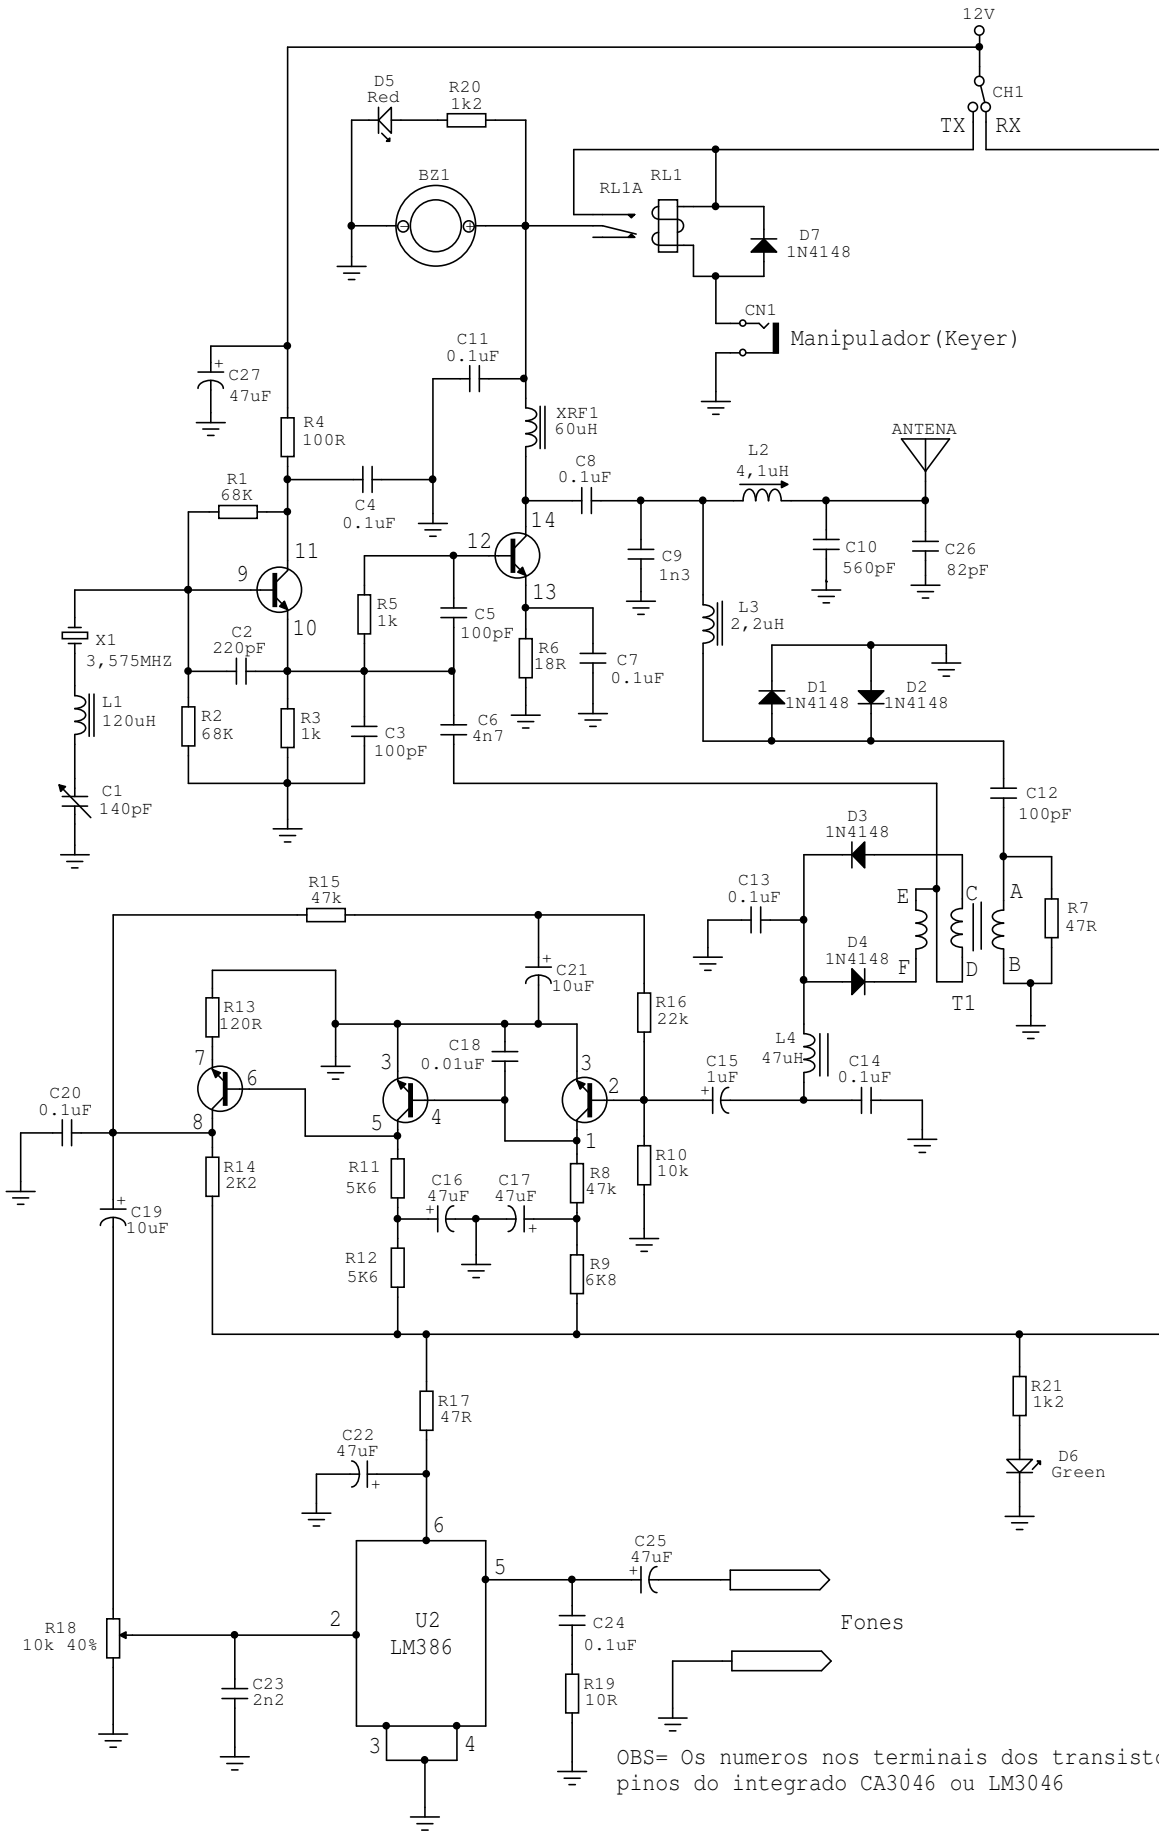 12V
CH1
TX
RX
D5
Red
R20
1k2
BZ1
RL1A
RL1
D7
1N4148
CN1
Manipulador(Keyer)
C27
47uF
C11
0.1uF
R4
100R
XRF1
60uH
ANTENA
R1
68K
C4
0.1uF
C8
0.1uF
L2
4,1uH
11
9
10
14
12
13
C9
1n3
C10
560pF
C26
82pF
X1
3,575MHZ
C2
220pF
R5
1k
C5
100pF
R6
18R
C7
0.1uF
L3
2,2uH
D1
1N4148
D2
1N4148
L1
120uH
R2
68K
R3
1k
C3
100pF
C6
4n7
C1
140pF
C12
100pF
D3
1N4148
R15
47k
C13
0.1uF
E
C
A
R7
47R
D4
1N4148
F
D
B
T1
C21
10uF
R13
120R
R16
22k
C18
0.01uF
L4
47uH
C15
1uF
C14
0.1uF
7
6
8
3
5
4
3
2
1
C20
0.1uF
R14
2K2
R11
5K6
C16
47uF
C17
47uF
R8
47k
R10
10k
C19
10uF
R12
5K6
R9
6K8
R17
47R
R21
1k2
C22
47uF
D6
Green
6
C25
47uF
5
2
U2
LM386
R18
10k 40%
C24
0.1uF
Fones
C23
2n2
R19
10R
3
4
OBS= Os numeros nos terminais dos
pinos do integrado CA3046 ou LM3046